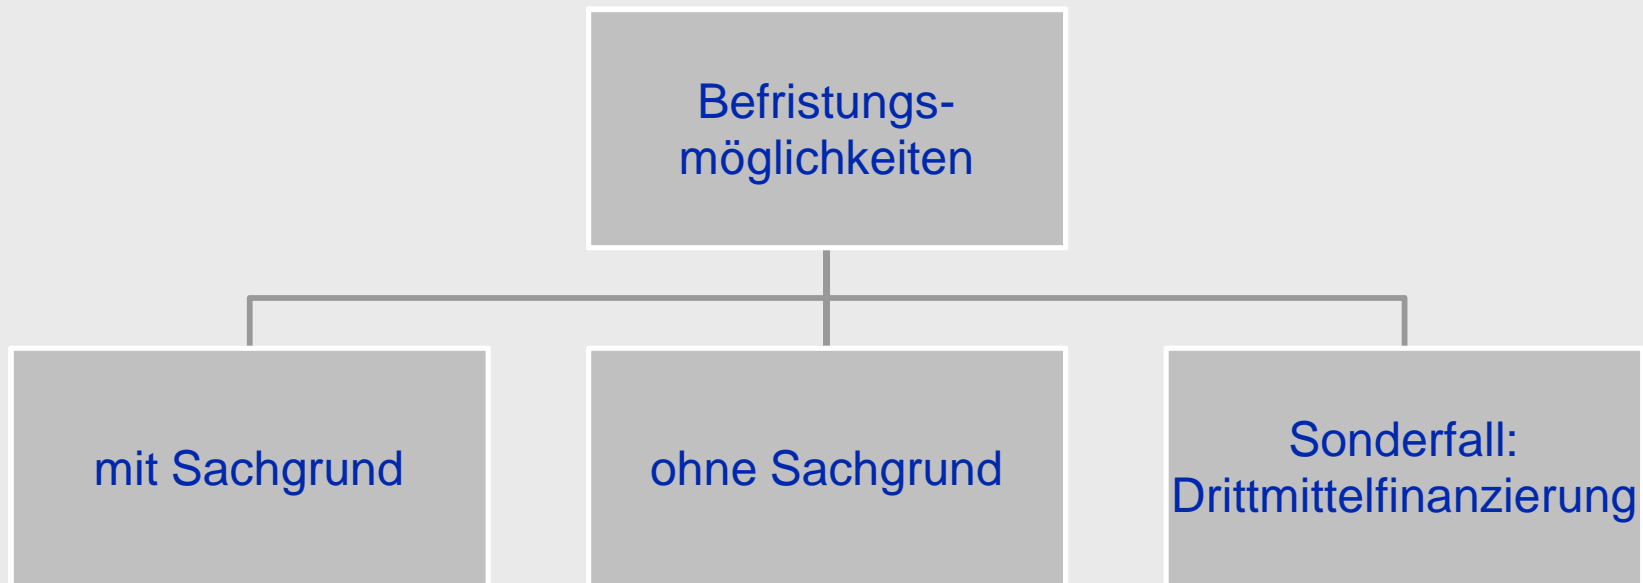 Befristungs-
möglichkeiten
mit Sachgrund
ohne Sachgrund
Sonderfall:
Drittmittelfinanzierung